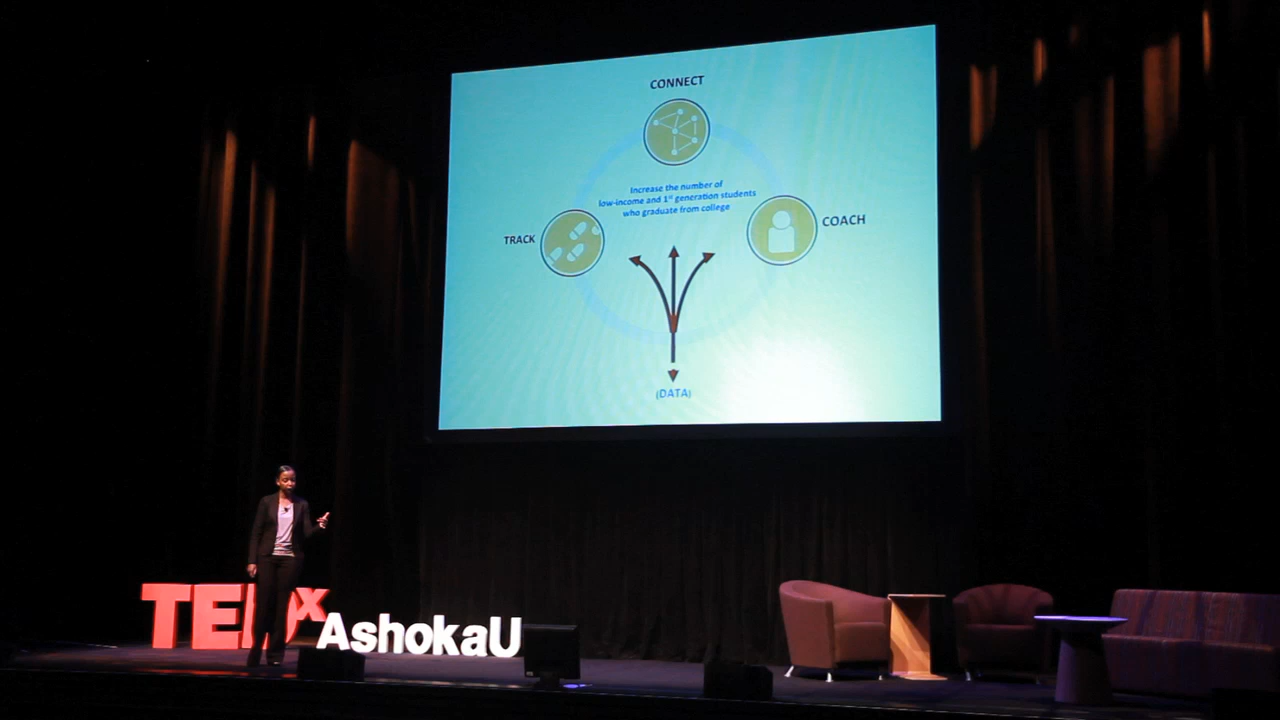 CONNECT
Increase the number of
low-income and 1st generation students
who graduate from college
TRACK
COACH
(DATA)
TEDx
AshokaU